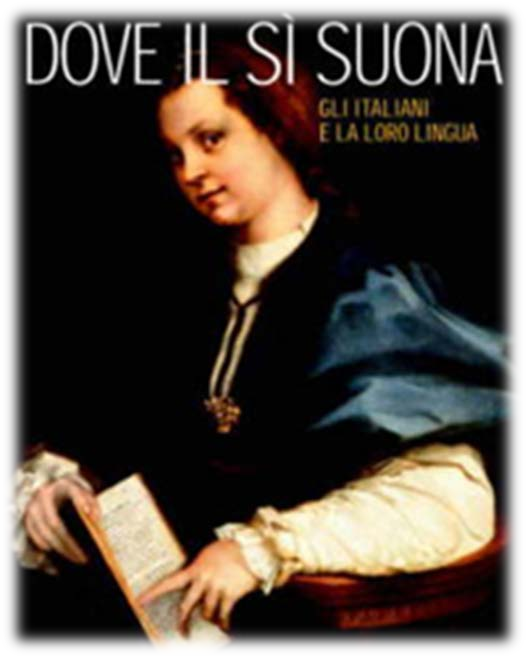 DOVE IL SÌ SUONA
GLI ITALIANI
E LA LORO LINGUA